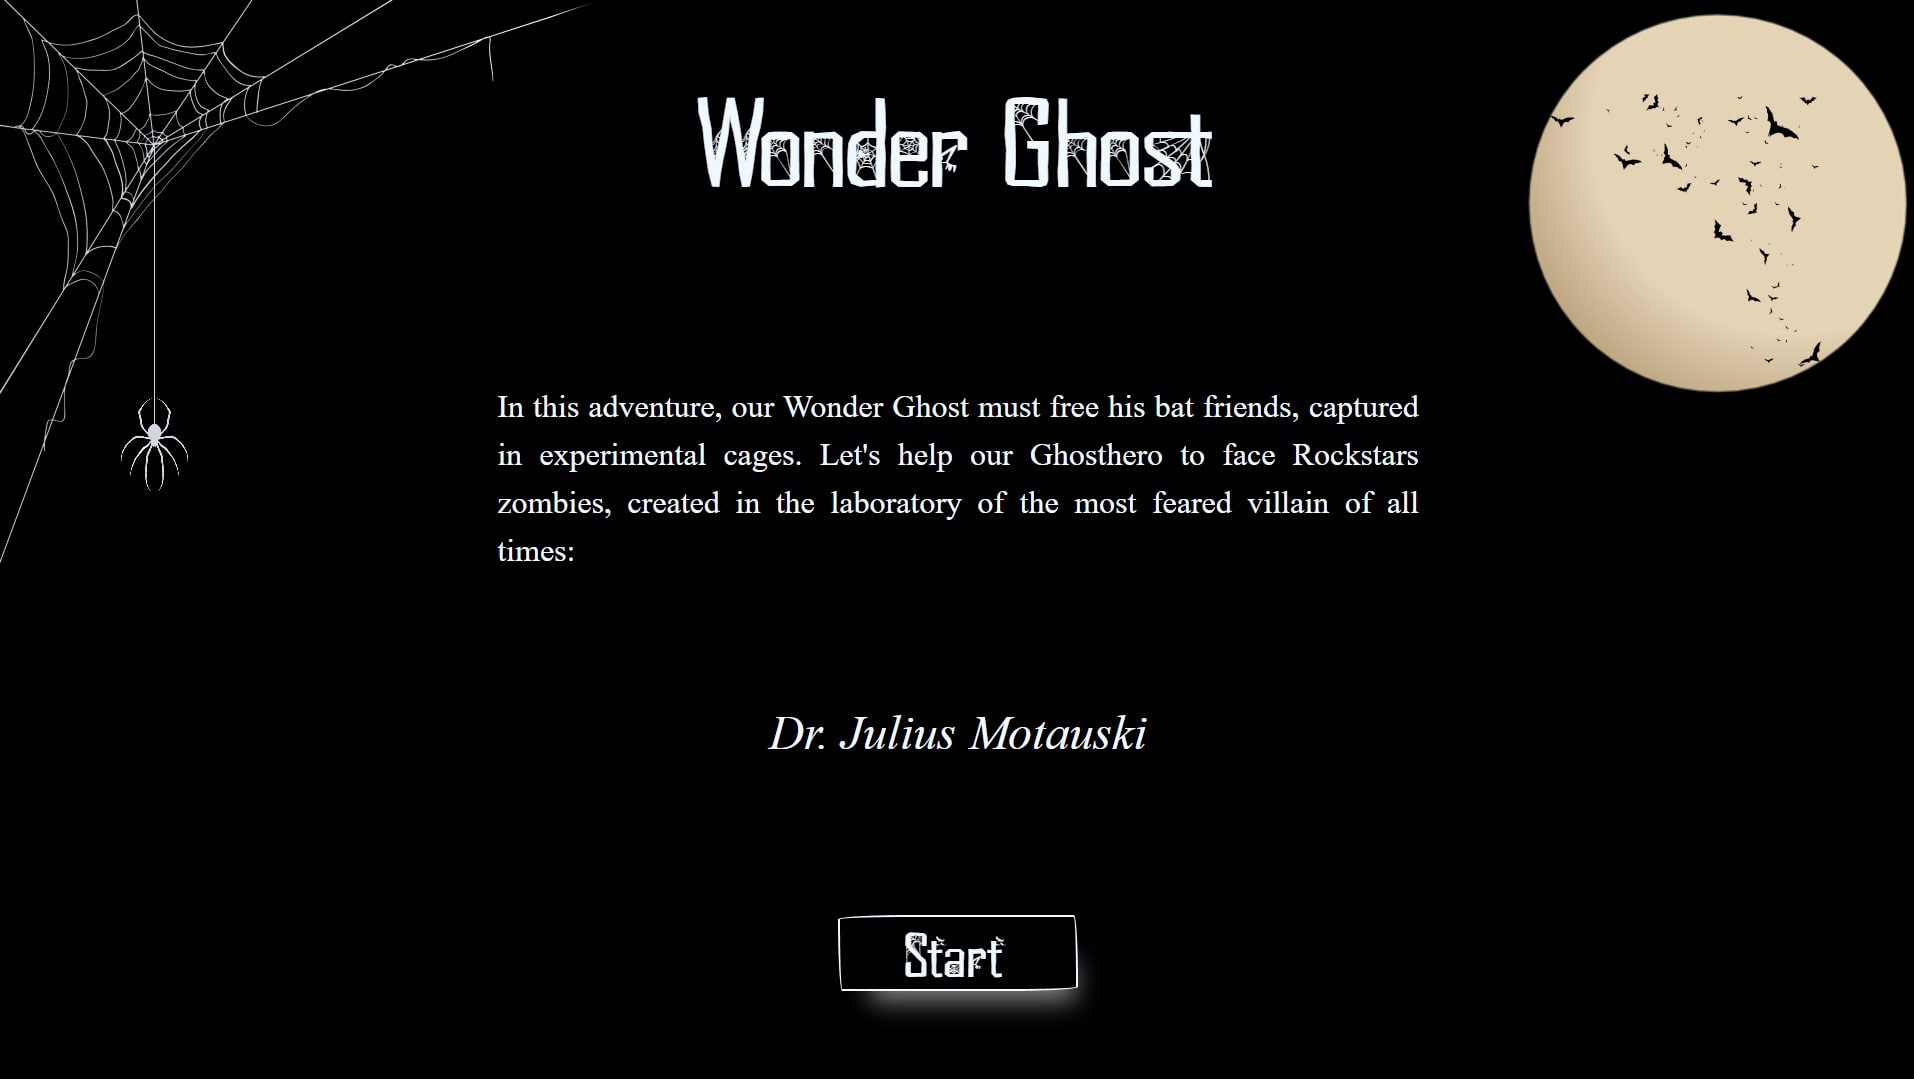 Wonder Ghost
In this adventure, our Wonder Ghost must free his bat friends, captured
in experimental cages. Let's help our Ghosthero to face Rockstars
zombies, created in the laboratory of the most feared villain of all
times:
Dr. Julius Motauski
Start